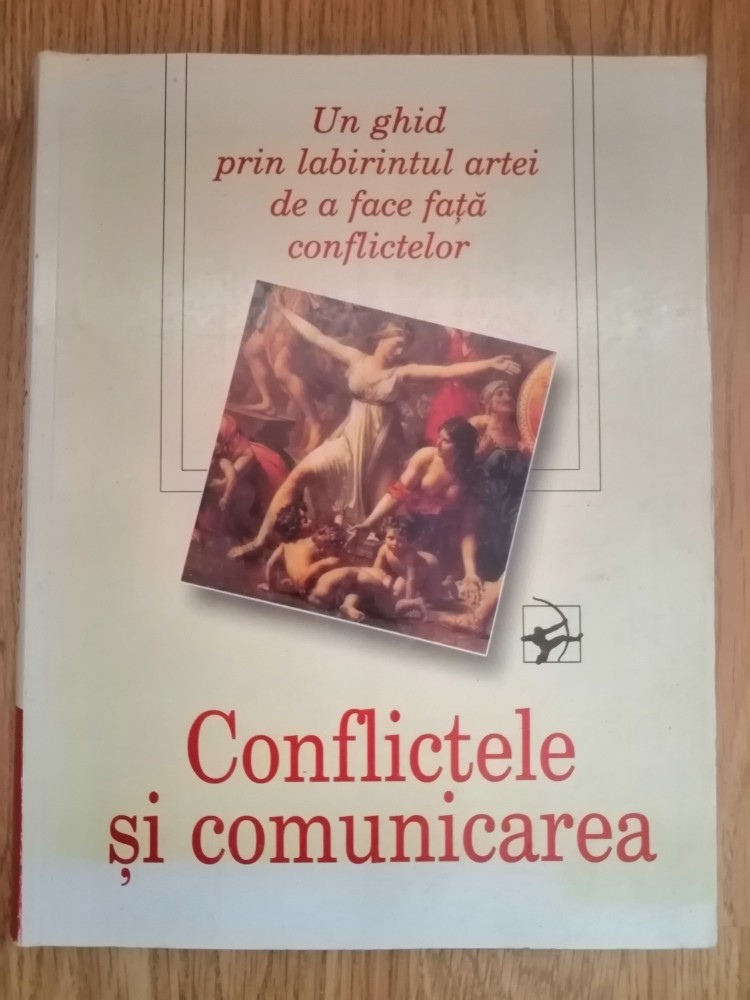 Un ghid
prin labirintul artei
de a face față
conflictelor
Conflictele
și comunicarea